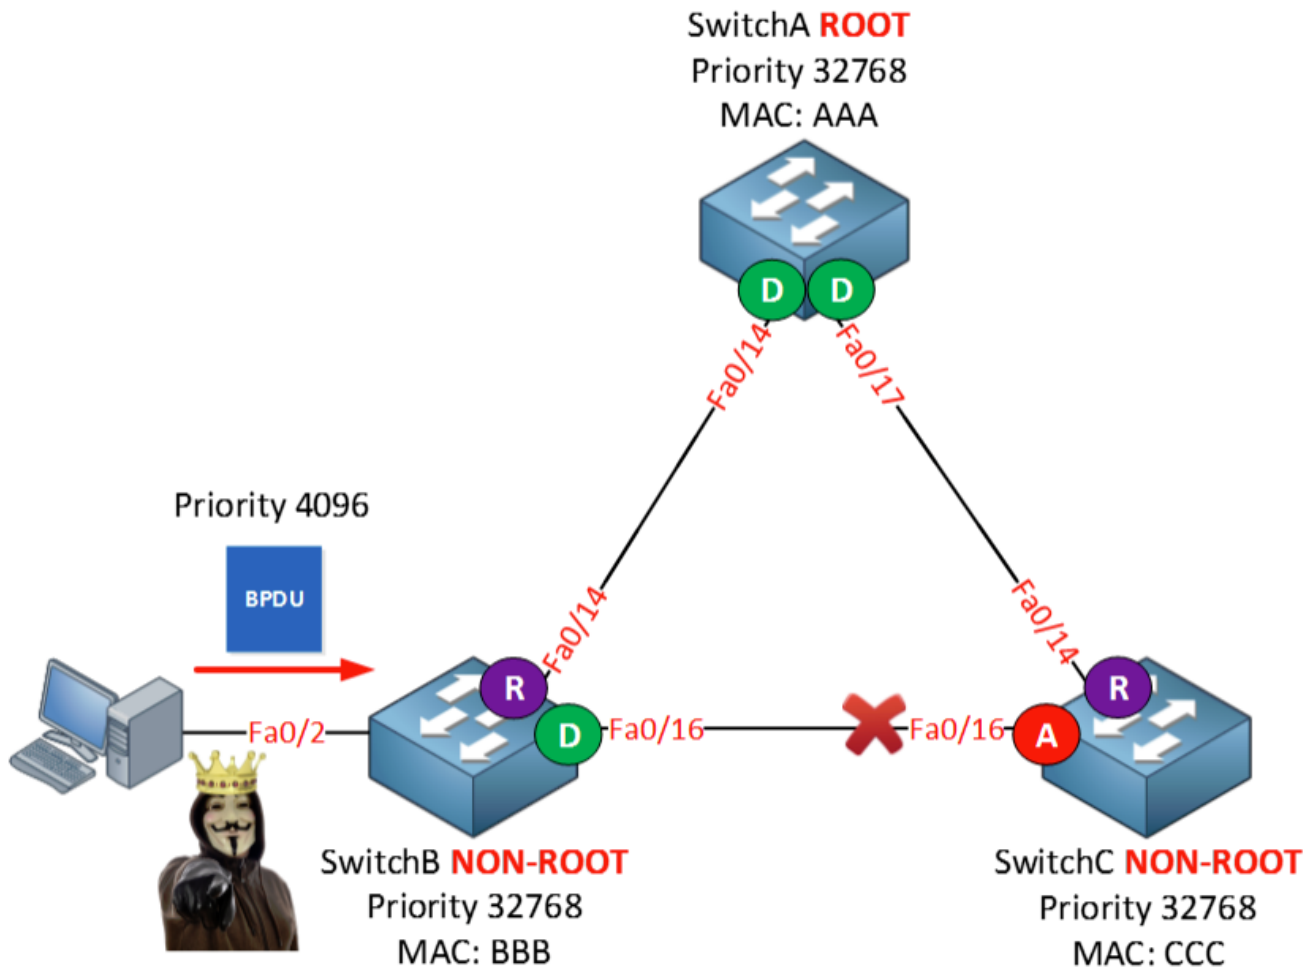 SwitchA ROOT
Priority 32768
MAC: AAA
D D
Fa0/14
Fa0/17
Priority 4096
BPDU
Fa0/14
Fa0/14
R
R
Fa0/2
D
Fa0/16
Fa0/16
A
SwitchB NON-ROOT
Priority 32768
MAC: BBB
SwitchC NON-ROOT
Priority 32768
MAC: CCC